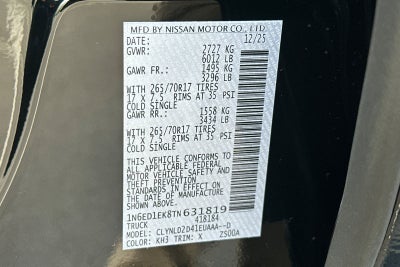 MFD BY NISSAN MOTOR CO., LTD.
DATE: 12/25
GVWR: 2727 KG
6012 LB
GAWR FR.: 1495 KG
3296 LB
WITH 265/70R17 TIRES
17 X 7.5 RIMS AT 35 PSI
COLD SINGLE
GAWR RR.: 1558 KG
3434 LB
WITH 265/70R17 TIRES
17 X 7.5 RIMS AT 35 PSI
COLD SINGLE
THIS VEHICLE CONFORMS TO
ALL APPLICABLE FEDERAL
MOTOR VEHICLE SAFETY AND
THEFT PREVENTION
STANDARDS IN EFFECT ON
THE DATE OF MANUFACTURE
SHOWN ABOVE.
1N6ED1EK8TN631819
TRUCK 418184
MODEL: CLYNLD2D41EUAAA--D
COLOR: KH3 TRIM: X ZS00A